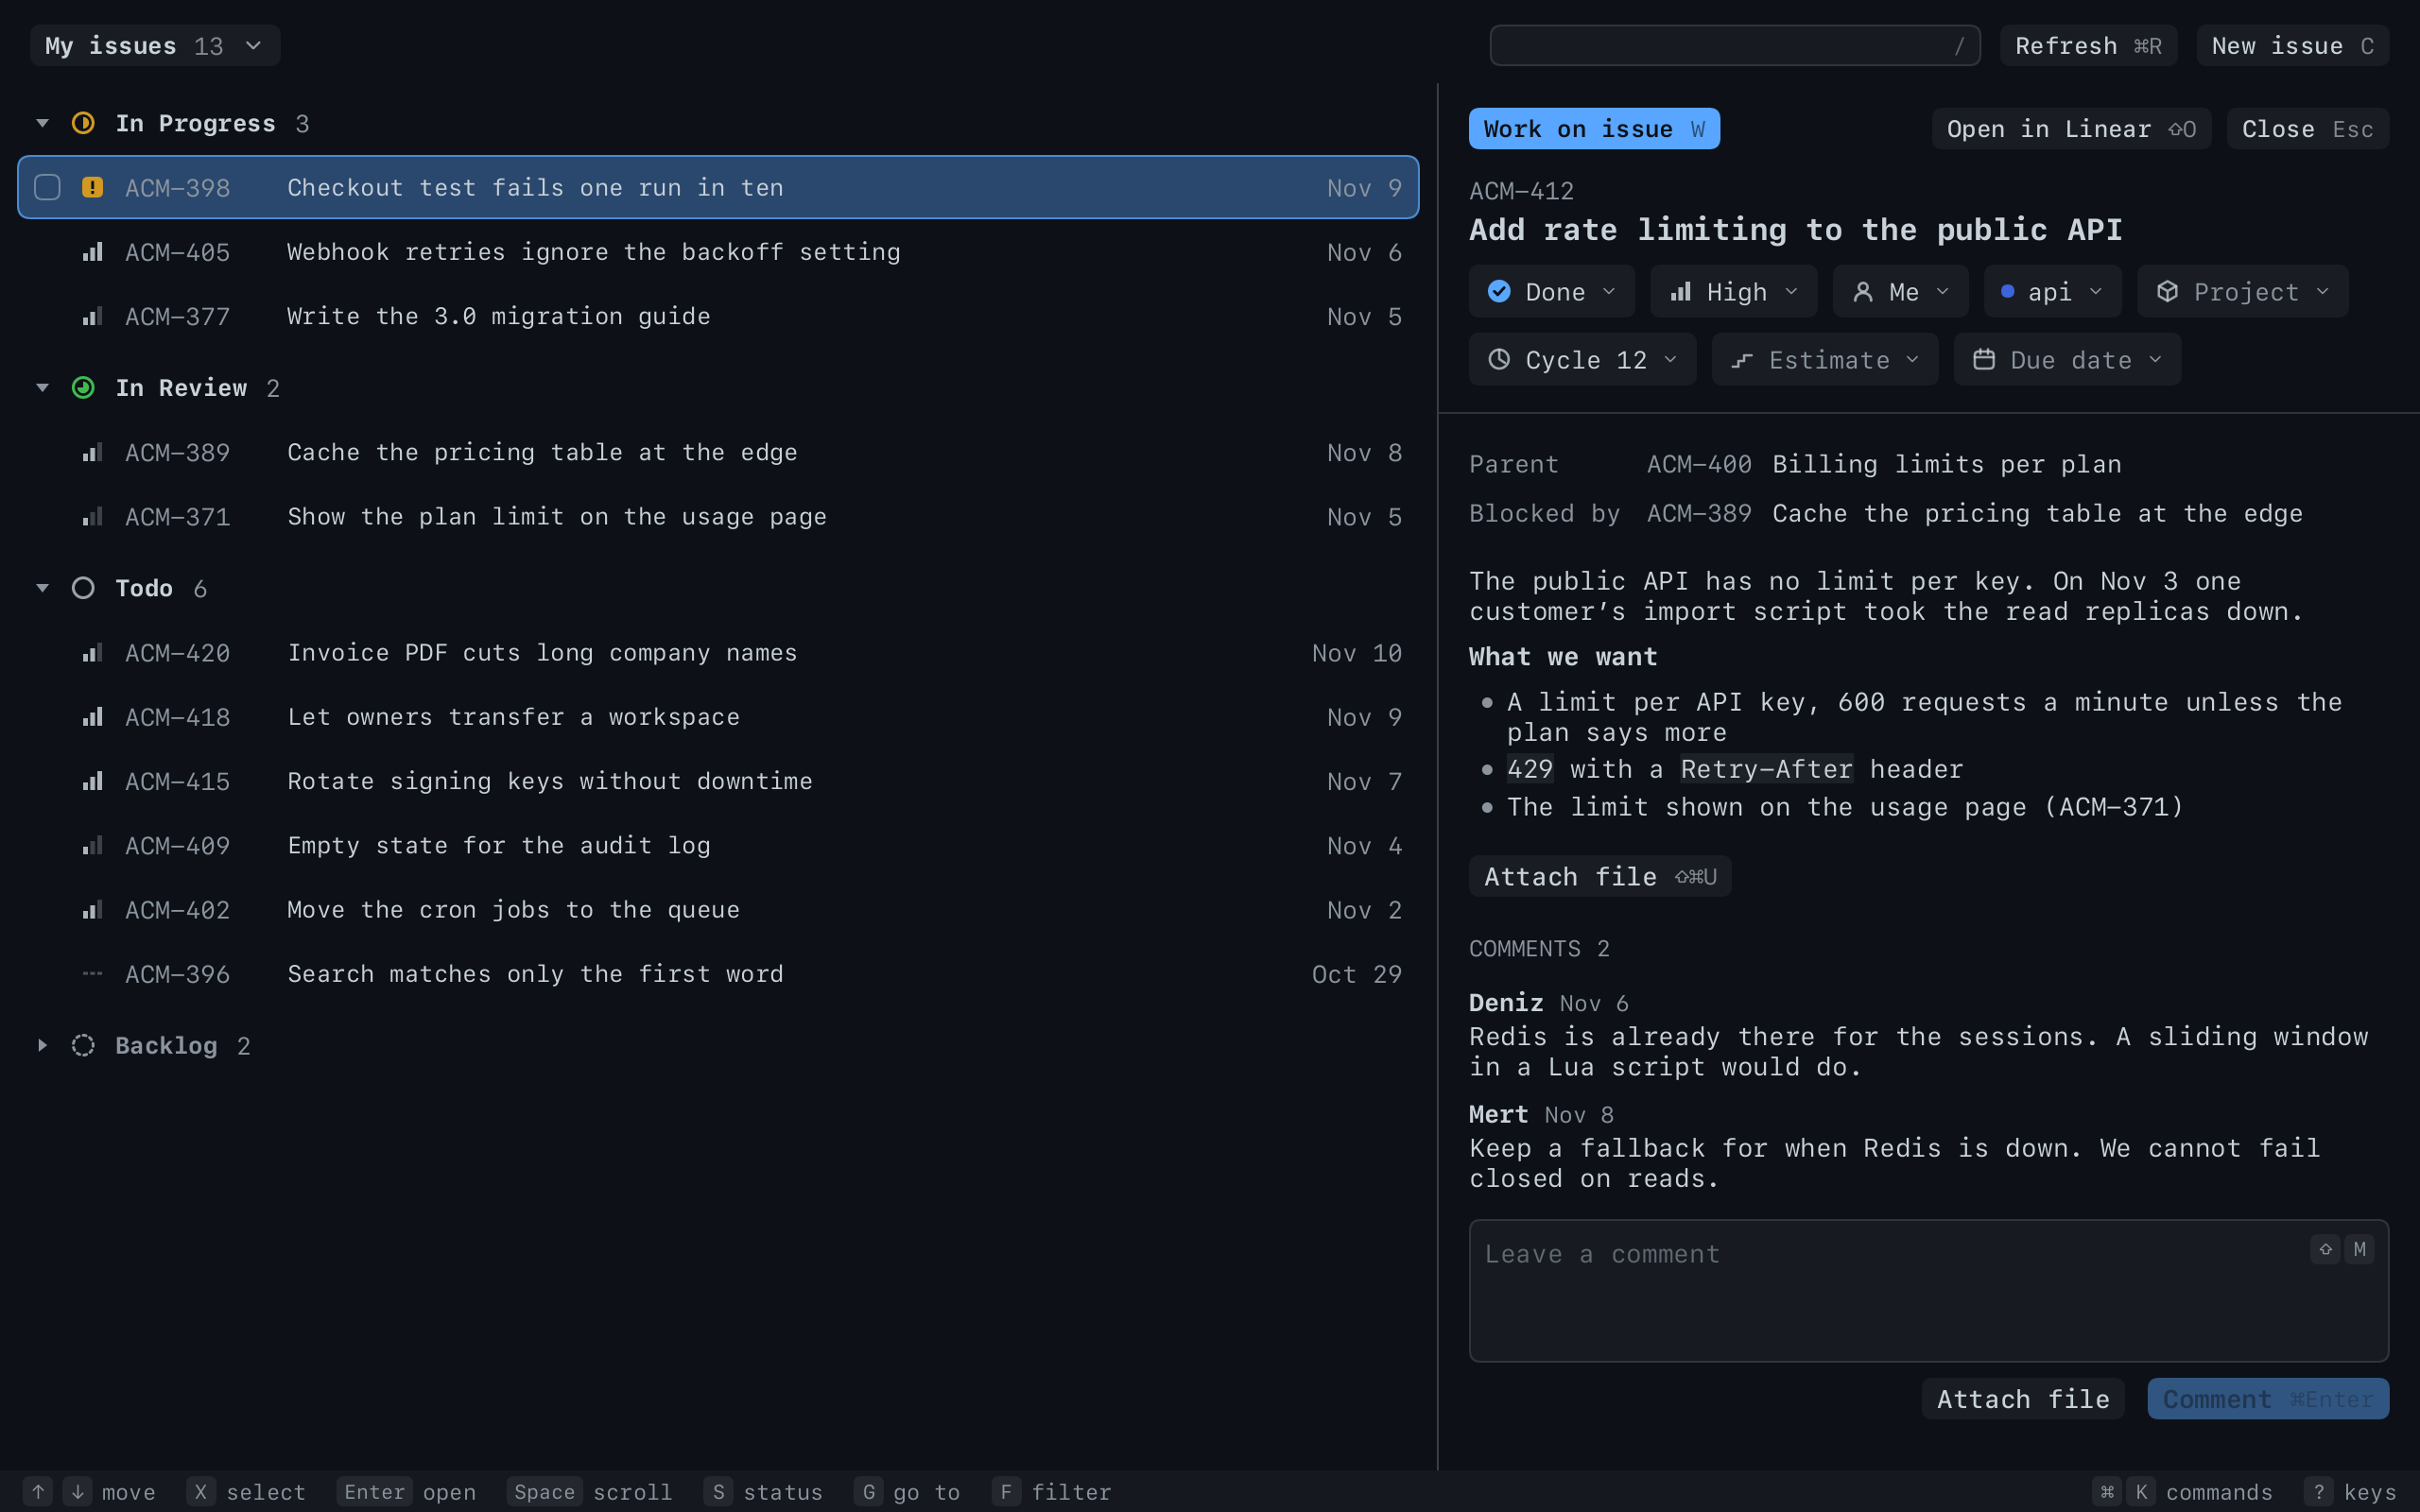 My issues 13
/
Refresh ⌘R
New issue C
In Progress 3
ACM-398 Checkout test fails one run in ten Nov 9
ACM-405 Webhook retries ignore the backoff setting Nov 6
ACM-377 Write the 3.0 migration guide Nov 5
In Review 2
ACM-389 Cache the pricing table at the edge Nov 8
ACM-371 Show the plan limit on the usage page Nov 5
Todo 6
ACM-420 Invoice PDF cuts long company names Nov 10
ACM-418 Let owners transfer a workspace Nov 9
ACM-415 Rotate signing keys without downtime Nov 7
ACM-409 Empty state for the audit log Nov 4
ACM-402 Move the cron jobs to the queue Nov 2
ACM-396 Search matches only the first word Oct 29
Backlog 2
Work on issue W
Open in Linear ⇧O
Close Esc
ACM-412
Add rate limiting to the public API
Done High Me api Project
Cycle 12 Estimate Due date
Parent ACM-400 Billing limits per plan
Blocked by ACM-389 Cache the pricing table at the edge
The public API has no limit per key. On Nov 3 one
customer’s import script took the read replicas down.
What we want
• A limit per API key, 600 requests a minute unless the
plan says more
• 429 with a Retry-After header
• The limit shown on the usage page (ACM-371)
Attach file ⇧⌘U
COMMENTS 2
Deniz Nov 6
Redis is already there for the sessions. A sliding window
in a Lua script would do.
Mert Nov 8
Keep a fallback for when Redis is down. We cannot fail
closed on reads.
Leave a comment ⇧ M
Attach file
Comment ⌘Enter
↑ ↓ move X select Enter open Space scroll S status G go to F filter
⌘ K commands ? keys